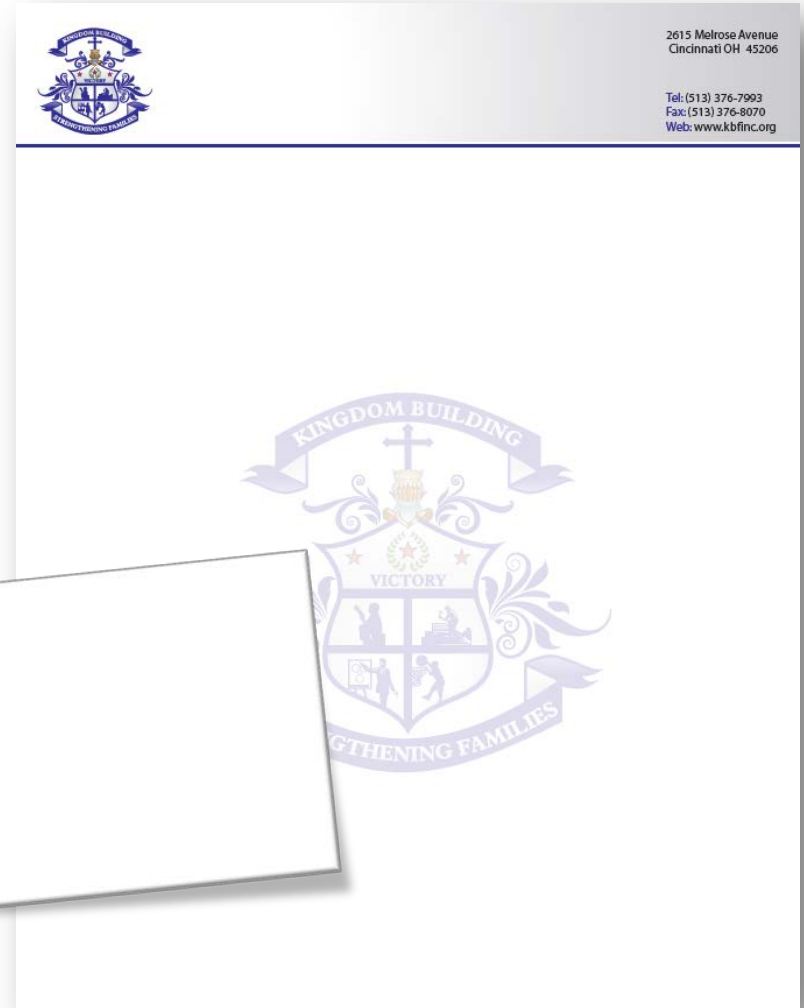 KINGDOM BUILDING
VICTORY
STRENGTHENING FAMILIES
2615 Melrose Avenue
Cincinnati OH 45206
Tel: (513) 376-7993
Fax: (513) 376-8070
Web: www.kbfinc.org
KINGDOM BUILDING
VICTORY
GTHENING FAMILIES